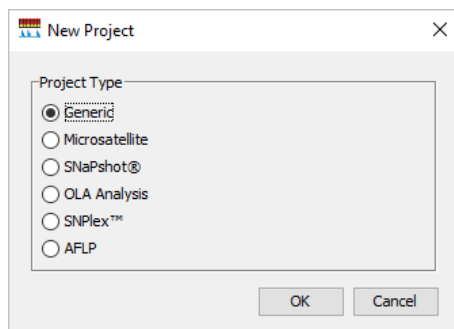 New Project
Project Type
Generic
Microsatellite
SNaPshot®
OLA Analysis
SNPlex™
AFLP
OK Cancel